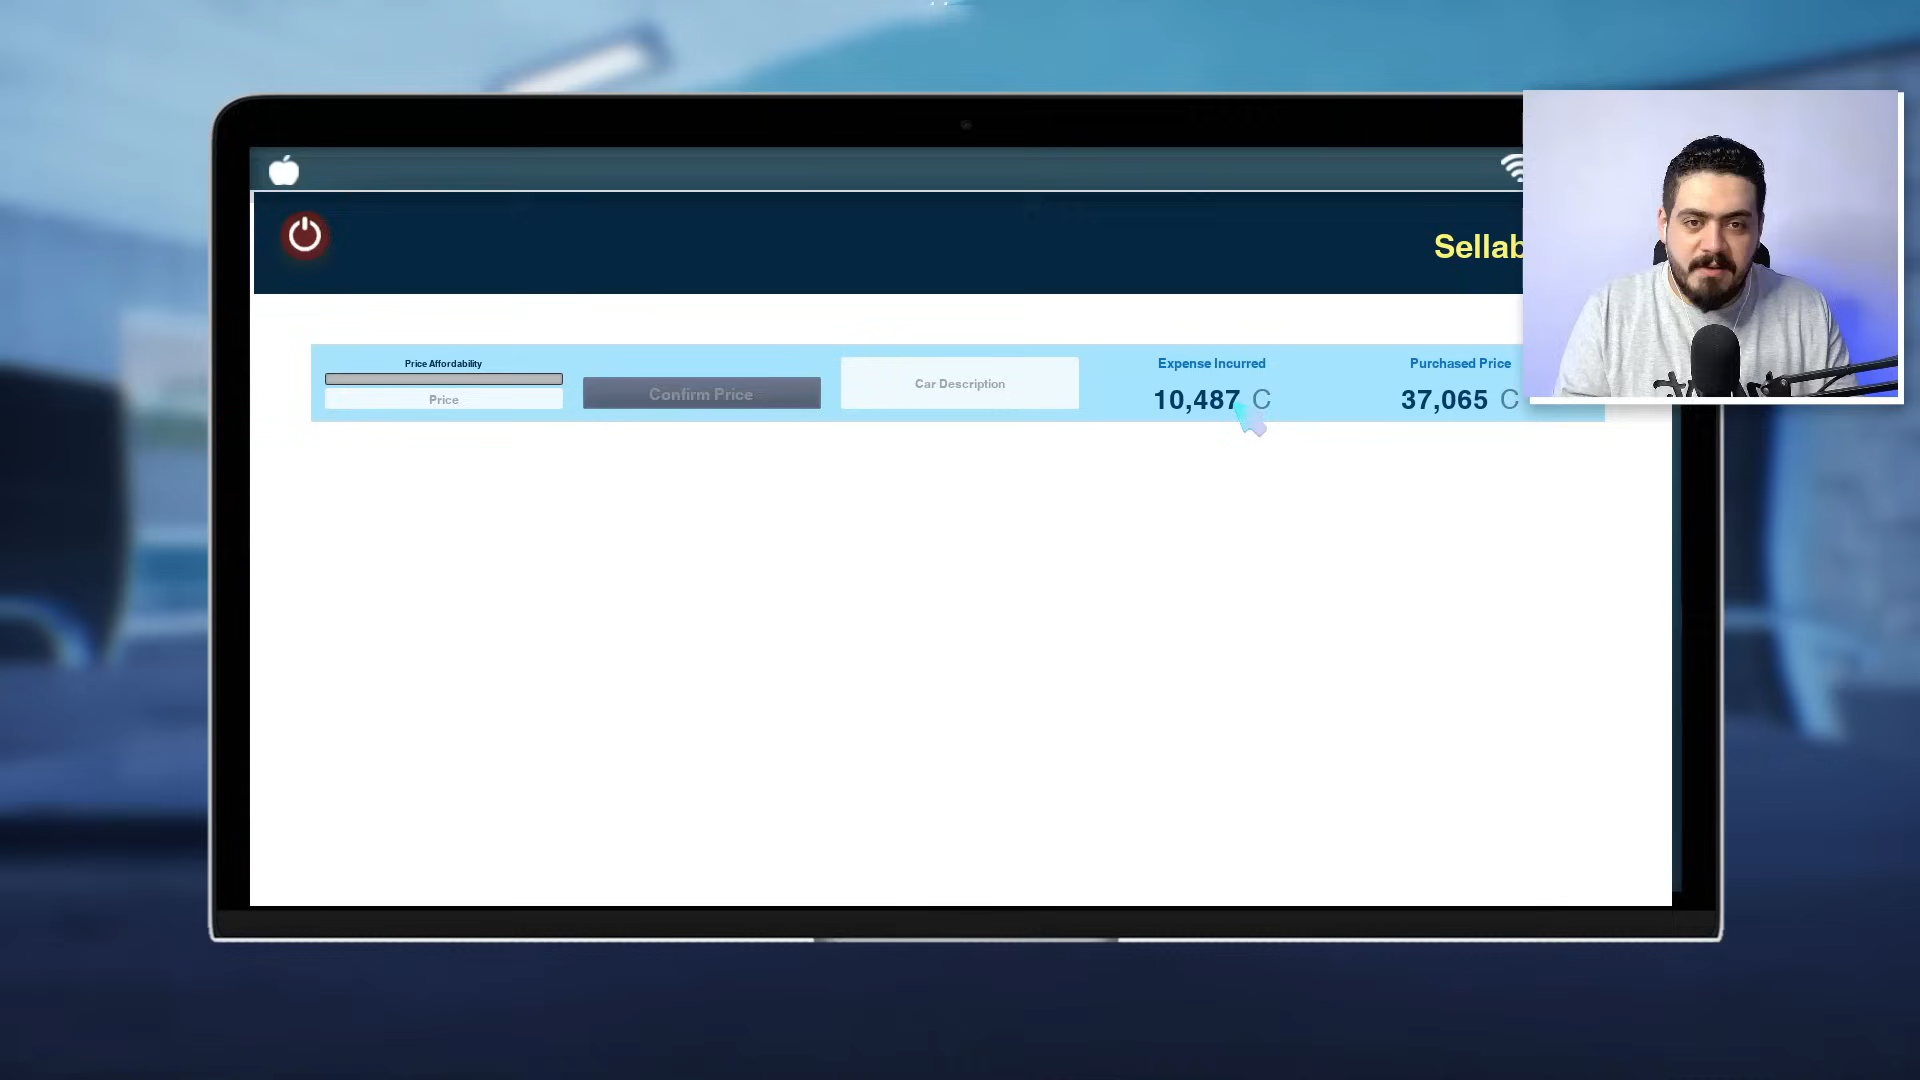 Sellab
Price Affordability
Price
Confirm Price
Car Description
Expense Incurred
10,487 C
Purchased Price
37,065 C